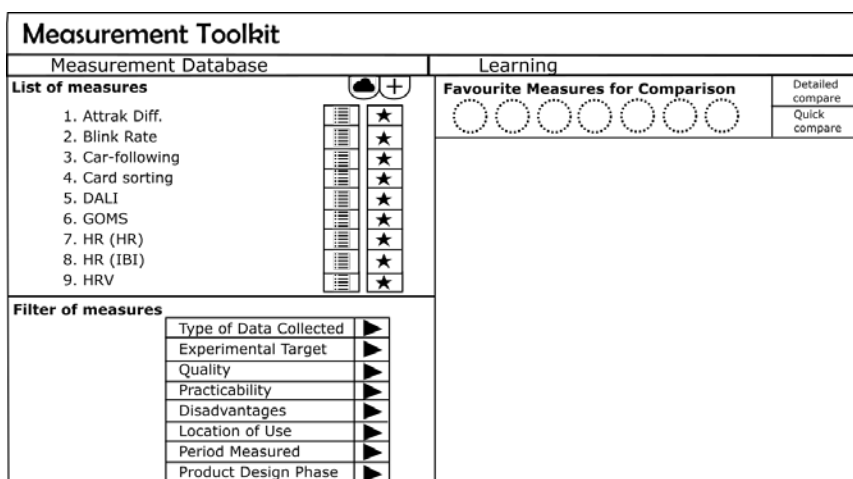 Measurement Toolkit
Measurement Database
Learning
List of measures
1. Attrak Diff.
2. Blink Rate
3. Car-following
4. Card sorting
5. DALI
6. GOMS
7. HR (HR)
8. HR (IBI)
9. HRV
Filter of measures
Type of Data Collected
Experimental Target
Quality
Practicability
Disadvantages
Location of Use
Period Measured
Product Design Phase
Favourite Measures for Comparison
Detailed
compare
Quick
compare